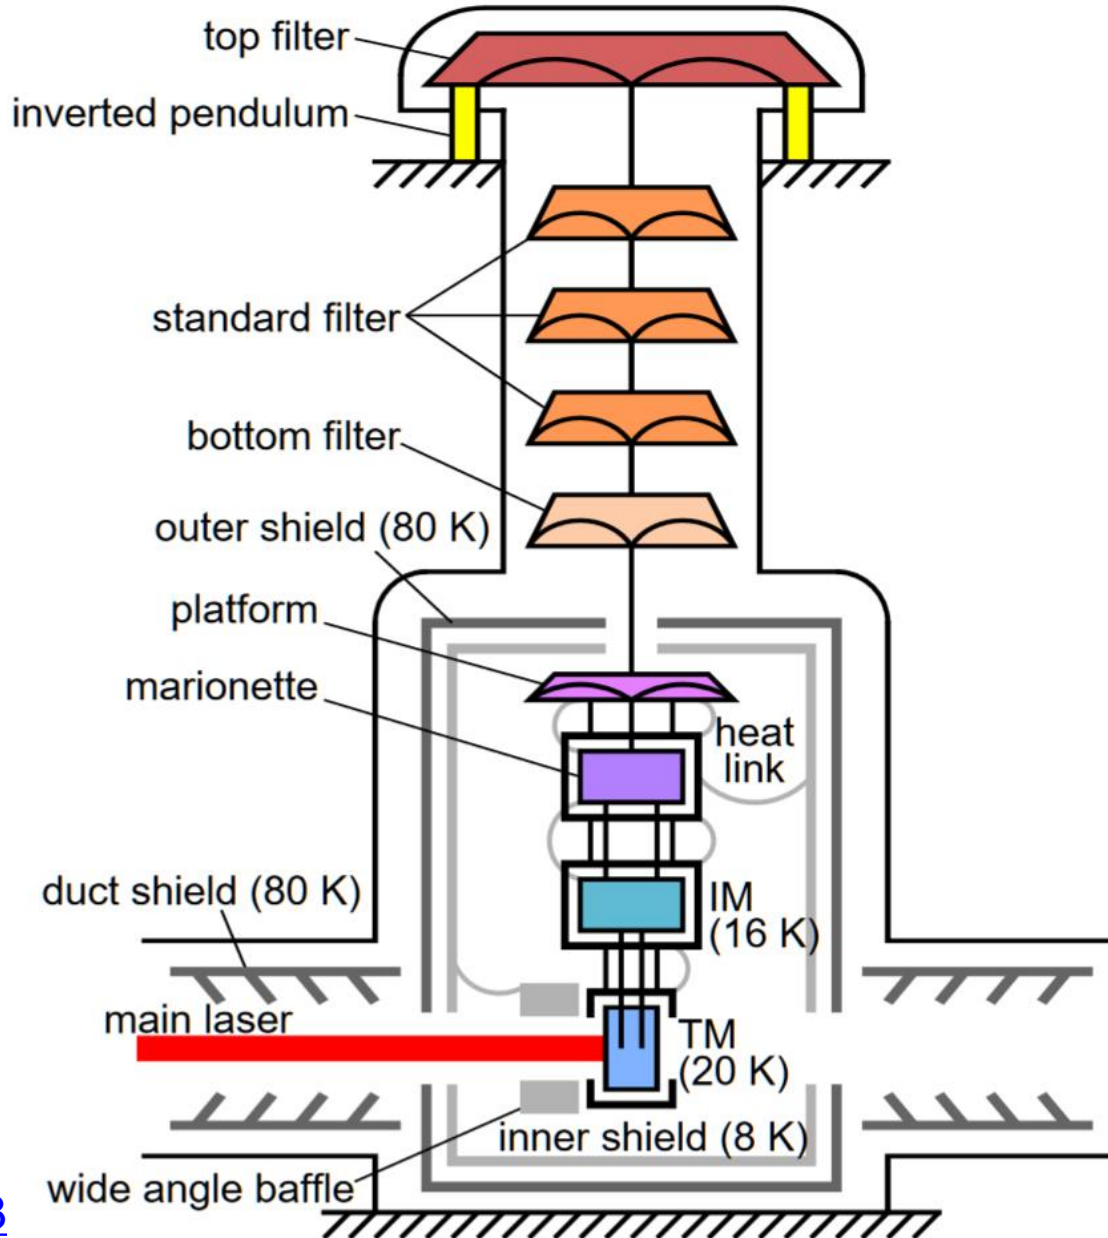 top filter
inverted pendulum
standard filter
bottom filter
outer shield (80 K)
platform
marionette
heat
link
duct shield (80 K)
IM
(16 K)
main laser
TM
(20 K)
inner shield (8 K)
wide angle baffle
3